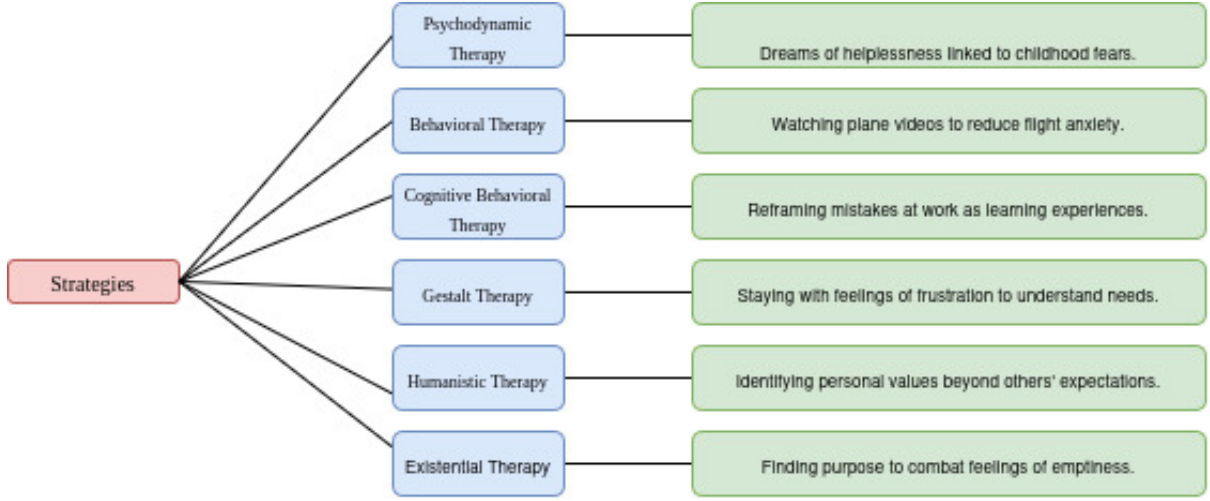 Psychodynamic
Therapy
Dreams of helplessness linked to childhood fears.
Behavioral Therapy
Watching plane videos to reduce flight anxiety.
Cognitive Behavioral
Therapy
Reframing mistakes at work as learning experiences.
Strategies
Gestalt Therapy
Staying with feelings of frustration to understand needs.
Humanistic Therapy
Identifying personal values beyond others' expectations.
Existential Therapy
Finding purpose to combat feelings of emptiness.